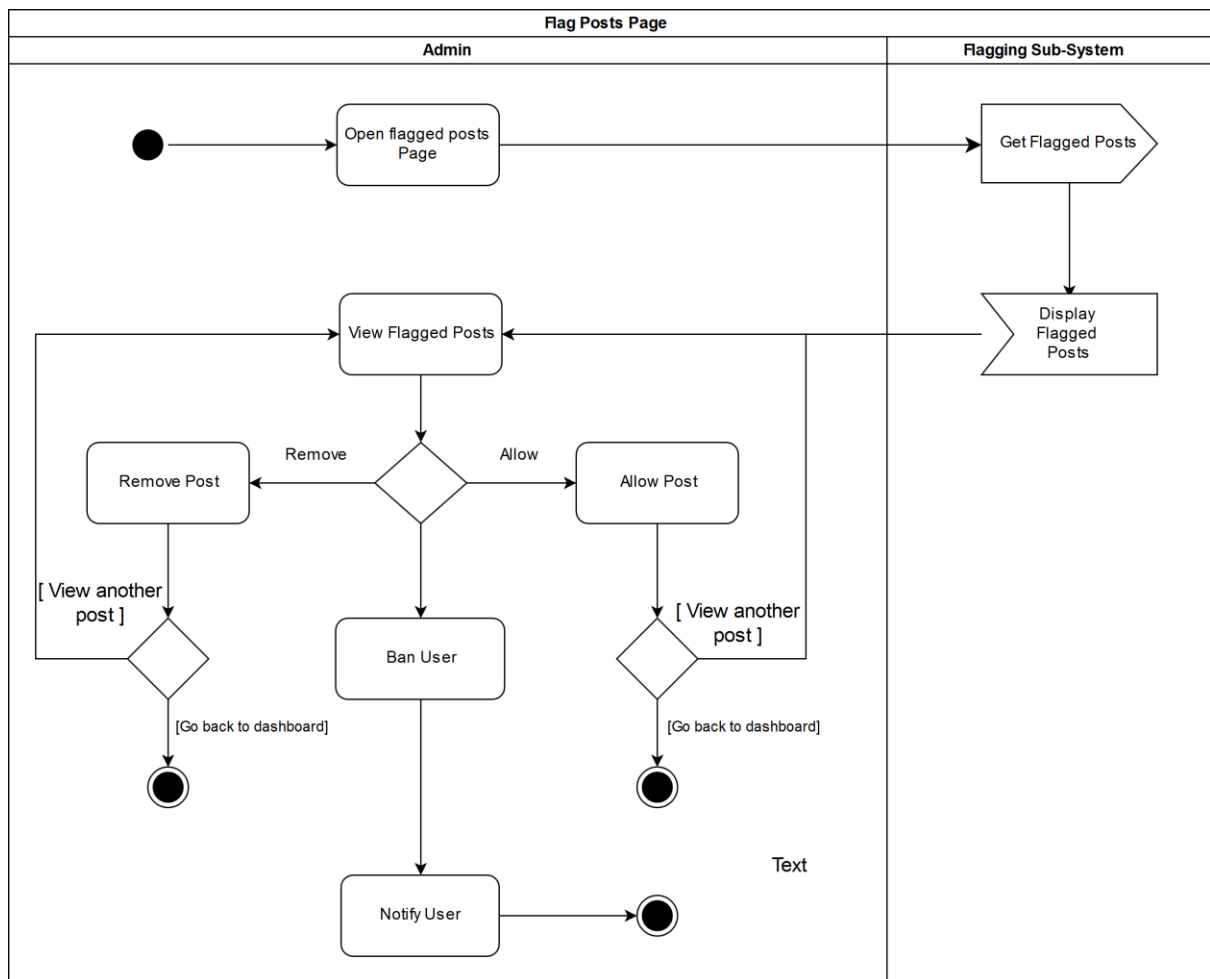 Flag Posts Page
Admin
Flagging Sub-System
Open flagged posts
Page
Get Flagged Posts
View Flagged Posts
Display
Flagged
Posts
Remove
Allow
Remove Post
Allow Post
[ View another
post ]
[ View another
post ]
Ban User
[Go back to dashboard]
[Go back to dashboard]
Text
Notify User